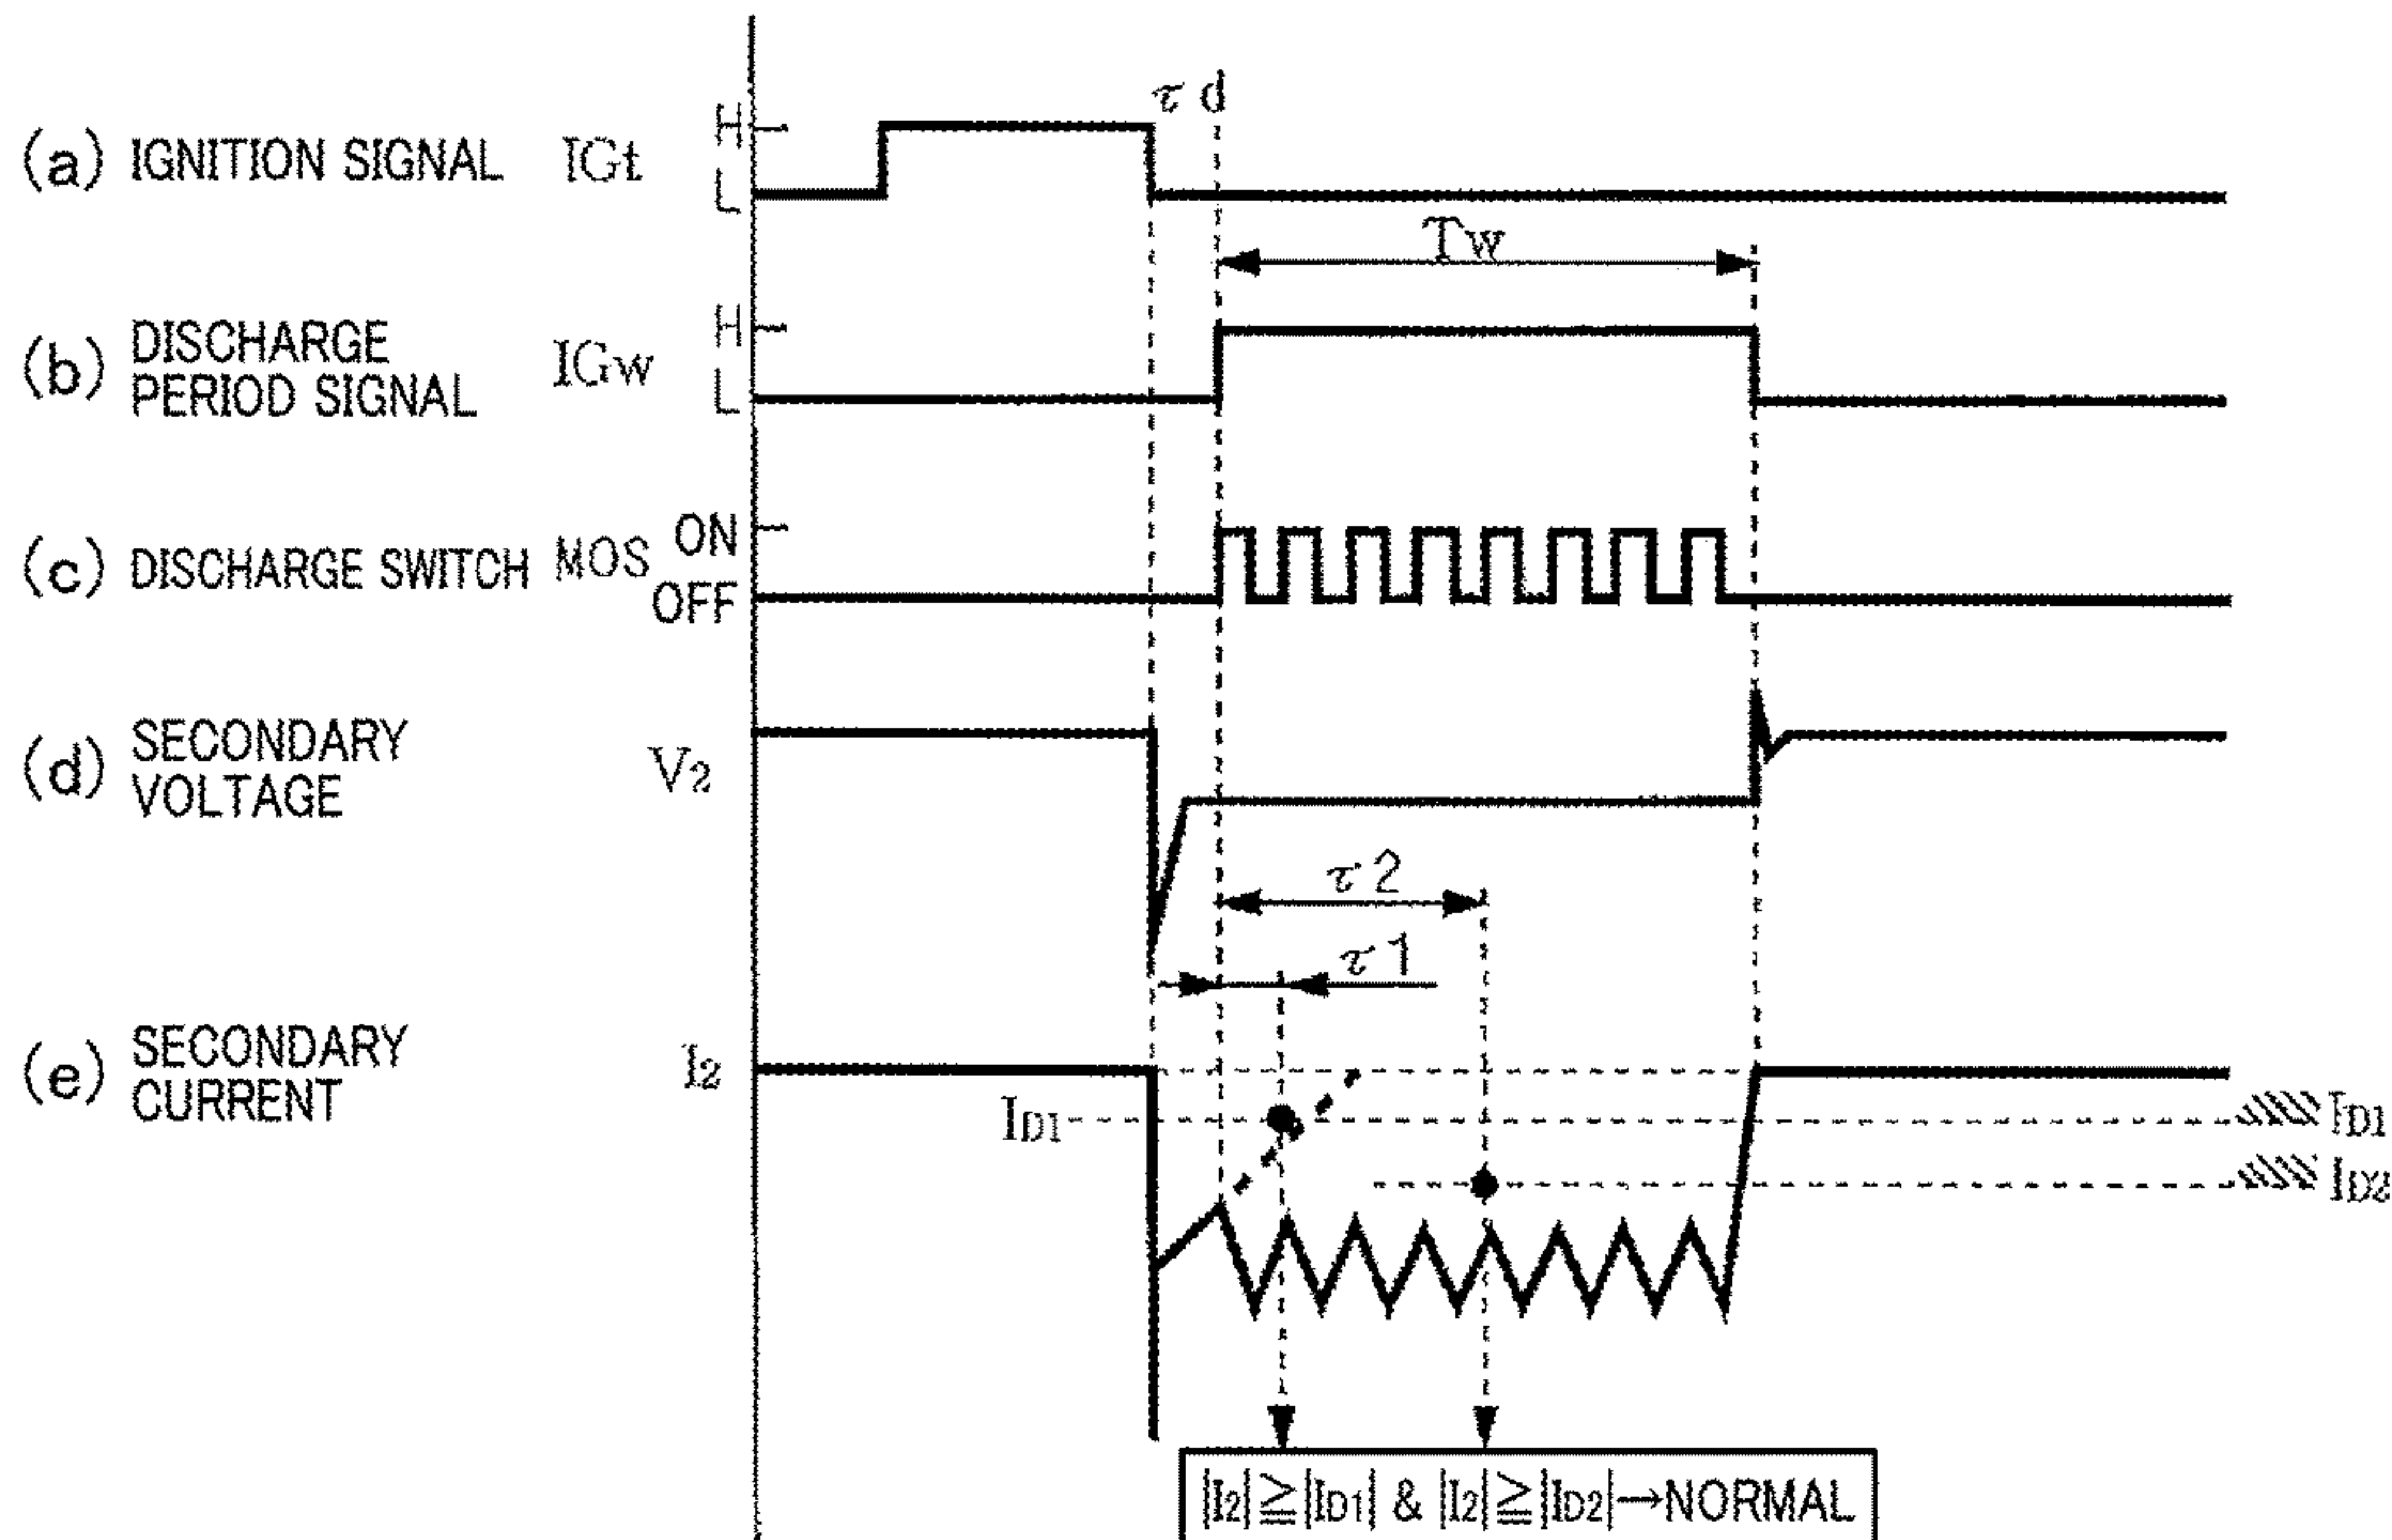 τd
(a) IGNITION SIGNAL IGt H L
Tw
(b) DISCHARGE
PERIOD SIGNAL IGw H L
(c) DISCHARGE SWITCH MOS ON
OFF
(d) SECONDARY
VOLTAGE V2
τ2
τ1
(e) SECONDARY
CURRENT I2
ID1 ID1
ID2
|I2|≧|ID1| & |I2|≧|ID2|→NORMAL